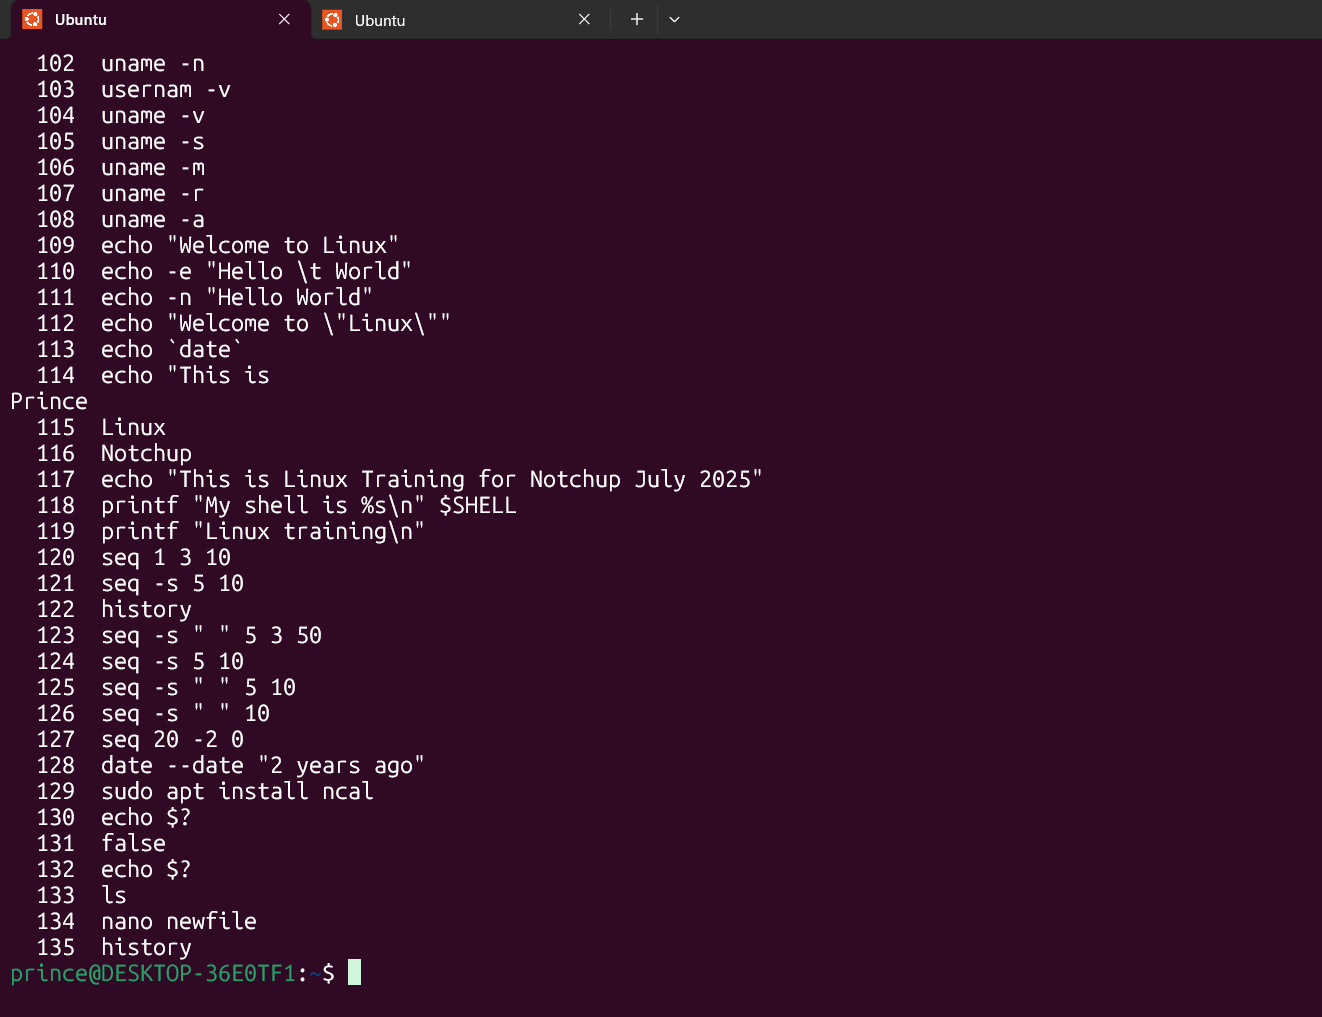 Ubuntu
Ubuntu
102 uname -n
103 usernam -v
104 uname -v
105 uname -s
106 uname -m
107 uname -r
108 uname -a
109 echo "Welcome to Linux"
110 echo -e "Hello \t World"
111 echo -n "Hello World"
112 echo "Welcome to \"Linux\""
113 echo `date`
114 echo "This is
Prince
115 Linux
116 Notchup
117 echo "This is Linux Training for Notchup July 2025"
118 printf "My shell is %s\n" $SHELL
119 printf "Linux training\n"
120 seq 1 3 10
121 seq -s 5 10
122 history
123 seq -s " " 5 3 50
124 seq -s 5 10
125 seq -s " " 5 10
126 seq -s " " 10
127 seq 20 -2 0
128 date --date "2 years ago"
129 sudo apt install ncal
130 echo $?
131 false
132 echo $?
133 ls
134 nano newfile
135 history
prince@DESKTOP-36E0TF1:~$